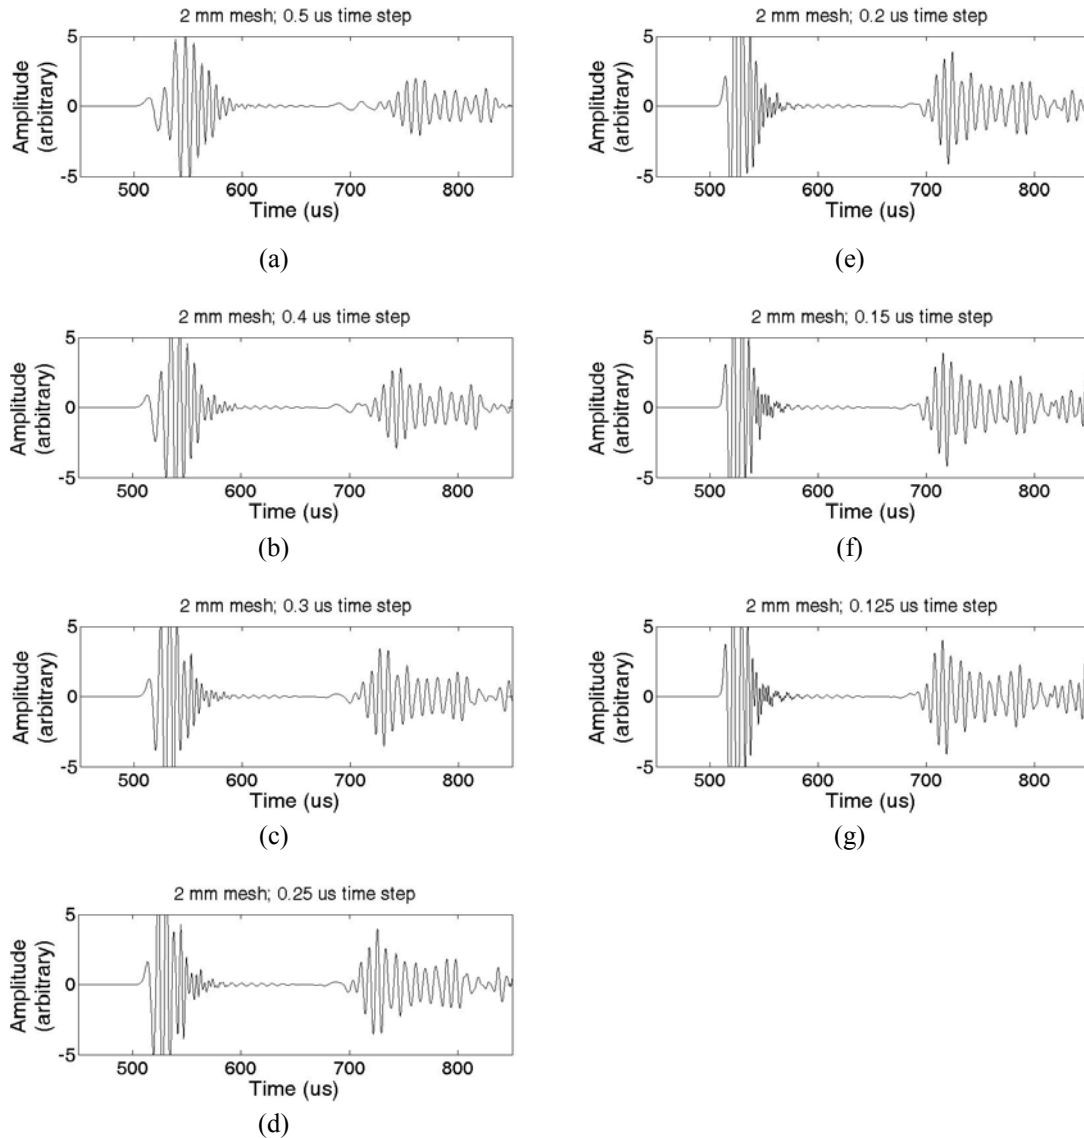 2 mm mesh; 0.5 us time step
Amplitude
(arbitrary)
5
0
-5
500 600 700 800
Time (us)
(a)
2 mm mesh; 0.4 us time step
Amplitude
(arbitrary)
5
0
-5
500 600 700 800
Time (us)
(b)
2 mm mesh; 0.3 us time step
Amplitude
(arbitrary)
5
0
-5
500 600 700 800
Time (us)
(c)
2 mm mesh; 0.25 us time step
Amplitude
(arbitrary)
5
0
-5
500 600 700 800
Time (us)
(d)
2 mm mesh; 0.2 us time step
Amplitude
(arbitrary)
5
0
-5
500 600 700 800
Time (us)
(e)
2 mm mesh; 0.15 us time step
Amplitude
(arbitrary)
5
0
-5
500 600 700 800
Time (us)
(f)
2 mm mesh; 0.125 us time step
Amplitude
(arbitrary)
5
0
-5
500 600 700 800
Time (us)
(g)